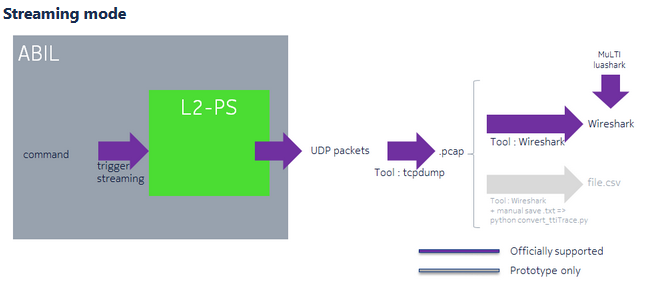 Streaming mode
ABIL
L2-PS
command
trigger
streaming
UDP packets
Tool : tcpdump
.pcap
MuLTI
luashark
Tool : Wireshark
Wireshark
file.csv
Tool : Wireshark
+ manual save .txt =>
python convert_ttiTrace.py
Officially supported
Prototype only